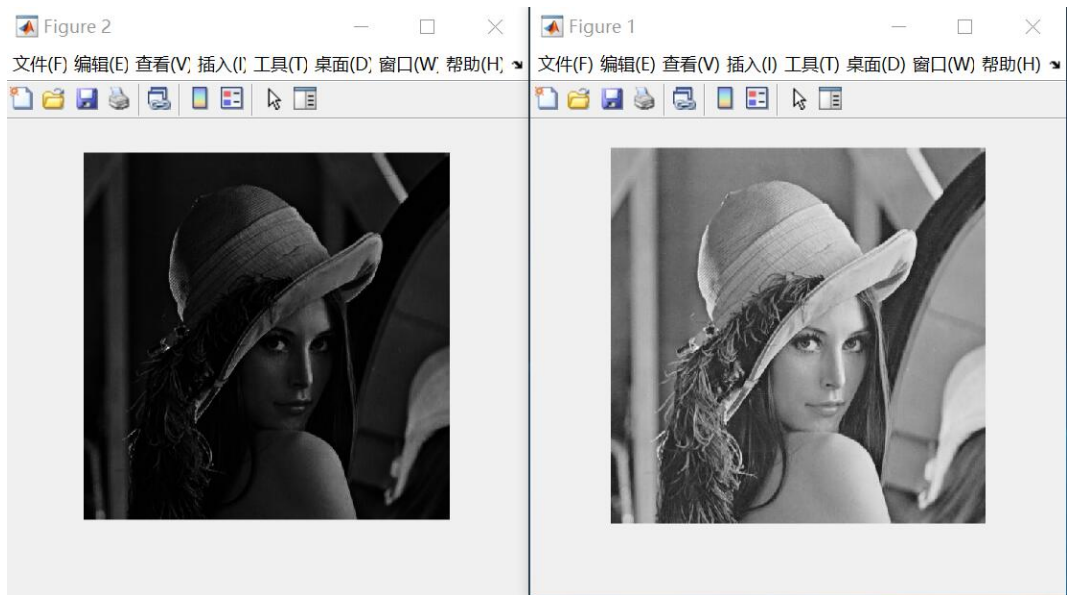 Figure 2
文件(F) 编辑(E) 查看(V) 插入(I) 工具(T) 桌面(D) 窗口(W) 帮助(H)
Figure 1
文件(F) 编辑(E) 查看(V) 插入(I) 工具(T) 桌面(D) 窗口(W) 帮助(H)